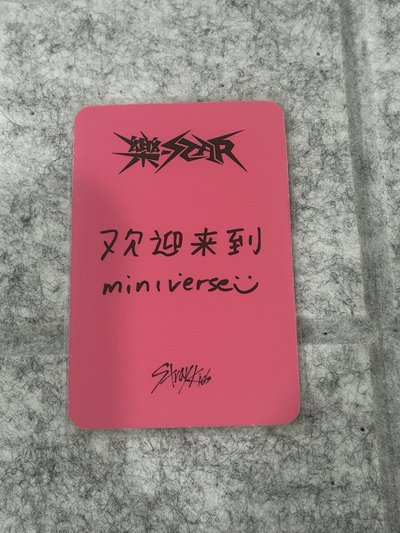 樂-STAR
欢迎来到
miniverse
Stray Kids